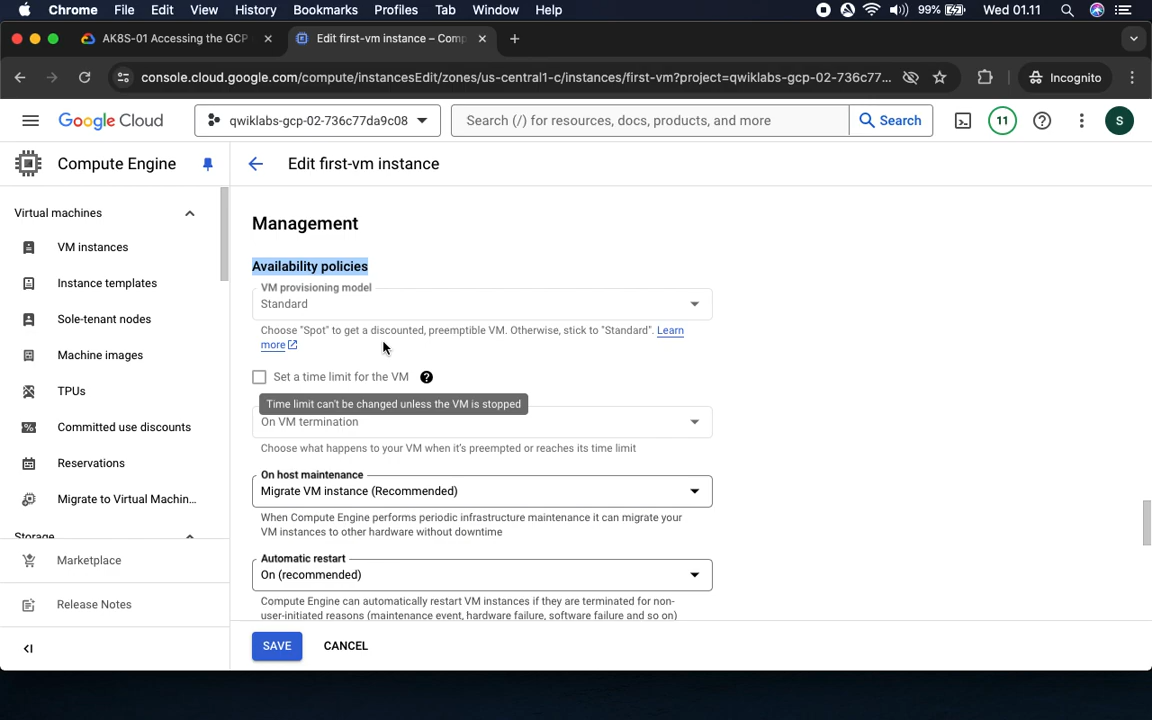 Chrome File Edit View History Bookmarks Profiles Tab Window Help 99% Wed 01.11
AK8S-01 Accessing the GCP
Edit first-vm instance – Comp
console.cloud.google.com/compute/instancesEdit/zones/us-central1-c/instances/first-vm?project=qwiklabs-gcp-02-736c77... Incognito
Google Cloud qwiklabs-gcp-02-736c77da9c08 Search (/) for resources, docs, products, and more Search 11 S
Compute Engine
Edit first-vm instance
Virtual machines
VM instances
Instance templates
Sole-tenant nodes
Machine images
TPUs
Committed use discounts
Reservations
Migrate to Virtual Machin...
Storage
Marketplace
Release Notes
Management
Availability policies
VM provisioning model
Standard
Choose "Spot" to get a discounted, preemptible VM. Otherwise, stick to "Standard". Learn
more
Set a time limit for the VM
Time limit can't be changed unless the VM is stopped
On VM termination
Choose what happens to your VM when it's preempted or reaches its time limit
On host maintenance
Migrate VM instance (Recommended)
When Compute Engine performs periodic infrastructure maintenance it can migrate your
VM instances to other hardware without downtime
Automatic restart
On (recommended)
Compute Engine can automatically restart VM instances if they are terminated for non-
user-initiated reasons (maintenance event, hardware failure, software failure and so on)
SAVE CANCEL